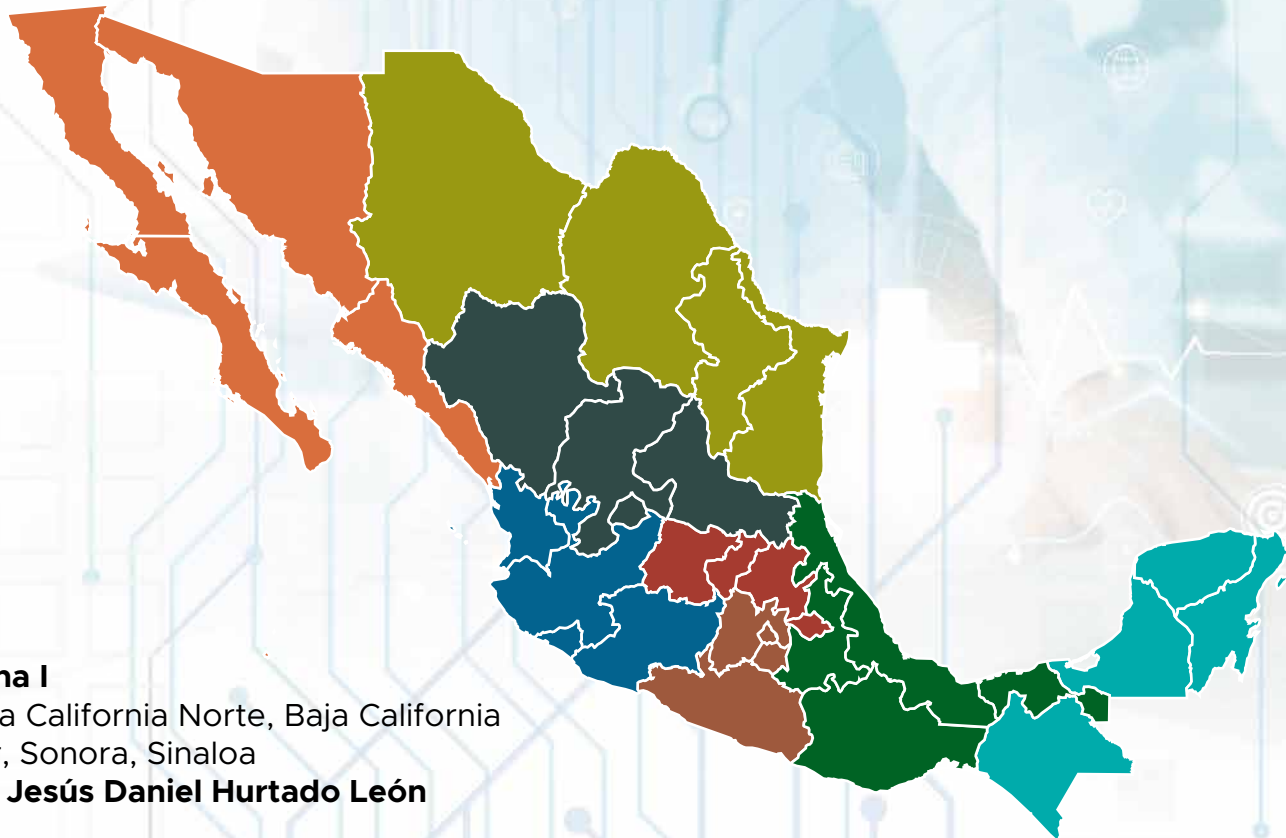 na I
a California Norte, Baja California
, Sonora, Sinaloa
Jesús Daniel Hurtado León